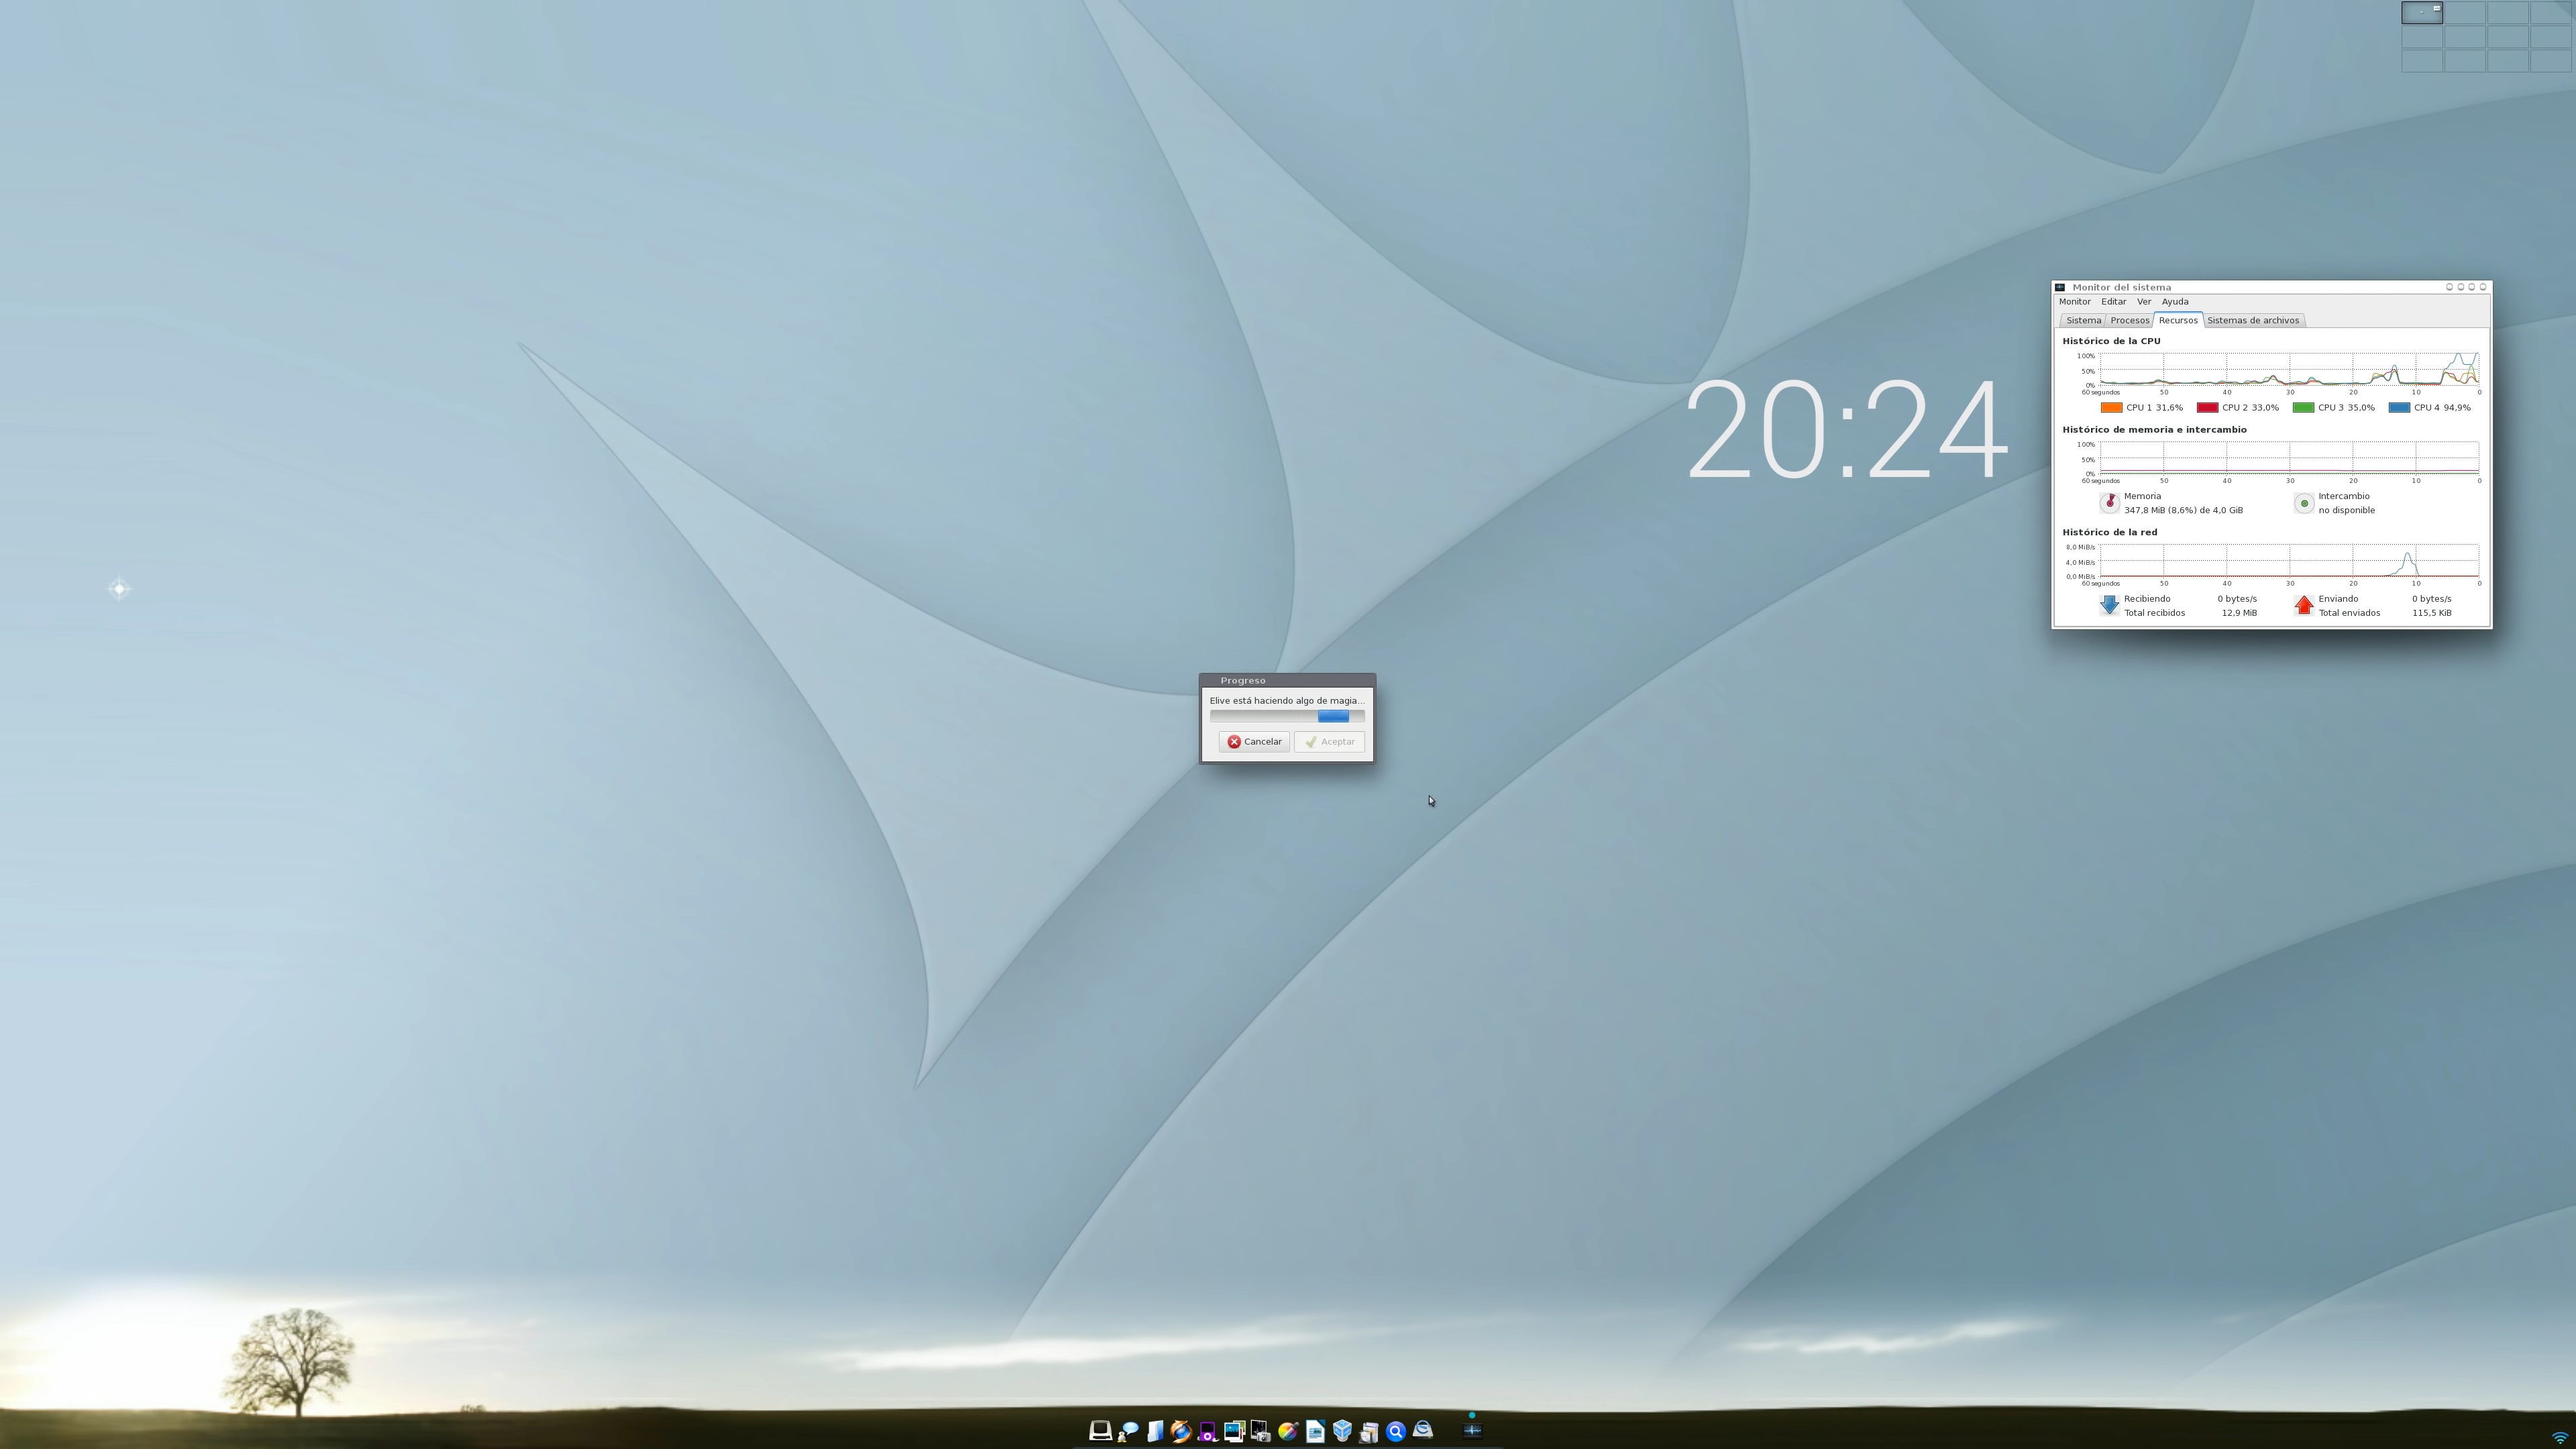 20:24
Monitor del sistema
Monitor Editar Ver Ayuda
Sistema Procesos Recursos Sistemas de archivos
Histórico de la CPU
100%
50%
0%
60 segundos 50 40 30 20 10 0
CPU 1 31,6% CPU 2 33,0% CPU 3 35,0% CPU 4 94,9%
Histórico de memoria e intercambio
100%
50%
0%
60 segundos 50 40 30 20 10 0
Memoria
347,8 MiB (8,6%) de 4,0 GiB
Intercambio
no disponible
Histórico de la red
8,0 MiB/s
4,0 MiB/s
0,0 MiB/s
60 segundos 50 40 30 20 10 0
Recibiendo 0 bytes/s
Total recibidos 12,9 MiB
Enviando 0 bytes/s
Total enviados 115,5 KiB
Progreso
Elive está haciendo algo de magia...
Cancelar Aceptar